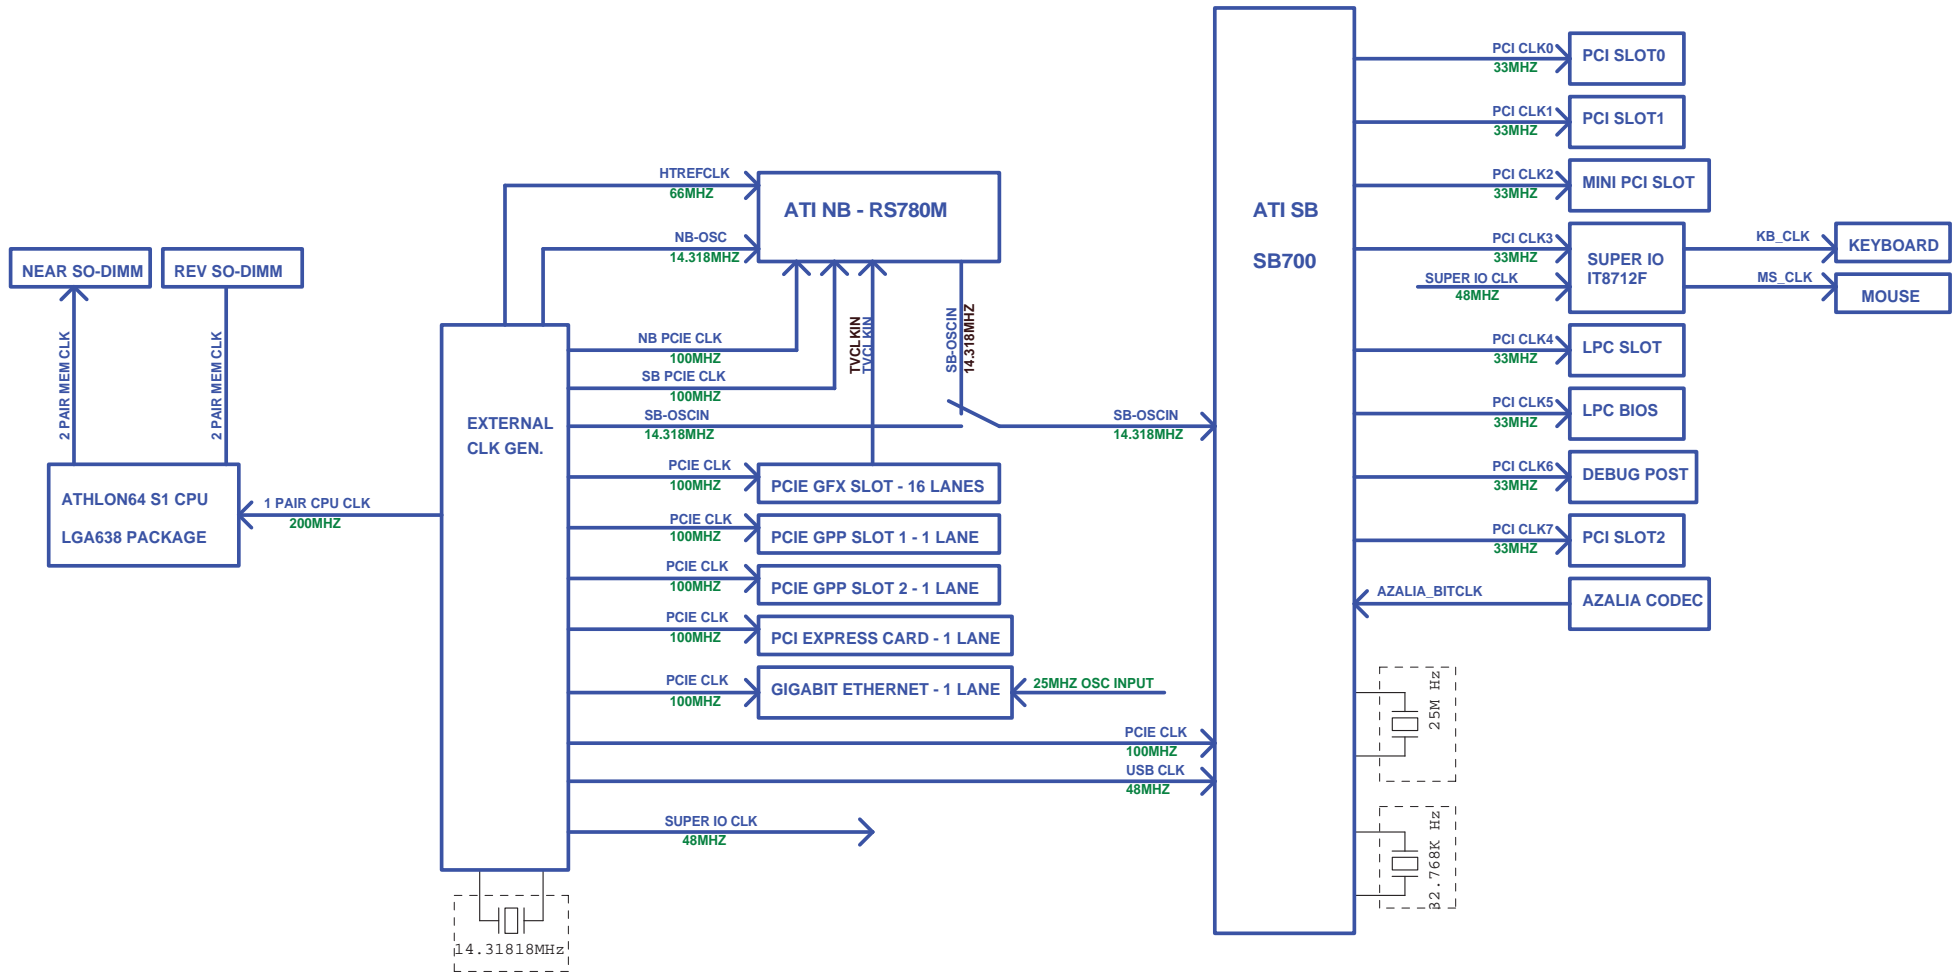 NEAR SO-DIMM
REV SO-DIMM
2 PAIR MEM CLK
2 PAIR MEM CLK
ATHLON64 S1 CPU
LGA638 PACKAGE
1 PAIR CPU CLK
200MHZ
EXTERNAL
CLK GEN.
14.31818MHz
HTREFCLK
66MHZ
NB-OSC
14.318MHZ
ATI NB - RS780M
NB PCIE CLK
100MHZ
SB PCIE CLK
100MHZ
SB-OSCIN
14.318MHZ
TVCLKIN
TVCLKIN
SB-OSCIN
14.318MHZ
SB-OSCIN
14.318MHZ
PCIE CLK
100MHZ
PCIE GFX SLOT - 16 LANES
PCIE CLK
100MHZ
PCIE GPP SLOT 1 - 1 LANE
PCIE CLK
100MHZ
PCIE GPP SLOT 2 - 1 LANE
PCIE CLK
100MHZ
PCI EXPRESS CARD - 1 LANE
PCIE CLK
100MHZ
GIGABIT ETHERNET - 1 LANE
25MHZ OSC INPUT
PCIE CLK
100MHZ
USB CLK
48MHZ
SUPER IO CLK
48MHZ
ATI SB
SB700
PCI CLK0
33MHZ
PCI SLOT0
PCI CLK1
33MHZ
PCI SLOT1
PCI CLK2
33MHZ
MINI PCI SLOT
PCI CLK3
33MHZ
SUPER IO CLK
48MHZ
SUPER IO
IT8712F
KB_CLK
KEYBOARD
MS_CLK
MOUSE
PCI CLK4
33MHZ
LPC SLOT
PCI CLK5
33MHZ
LPC BIOS
PCI CLK6
33MHZ
DEBUG POST
PCI CLK7
33MHZ
PCI SLOT2
AZALIA_BITCLK
AZALIA CODEC
25M Hz
32.768K Hz